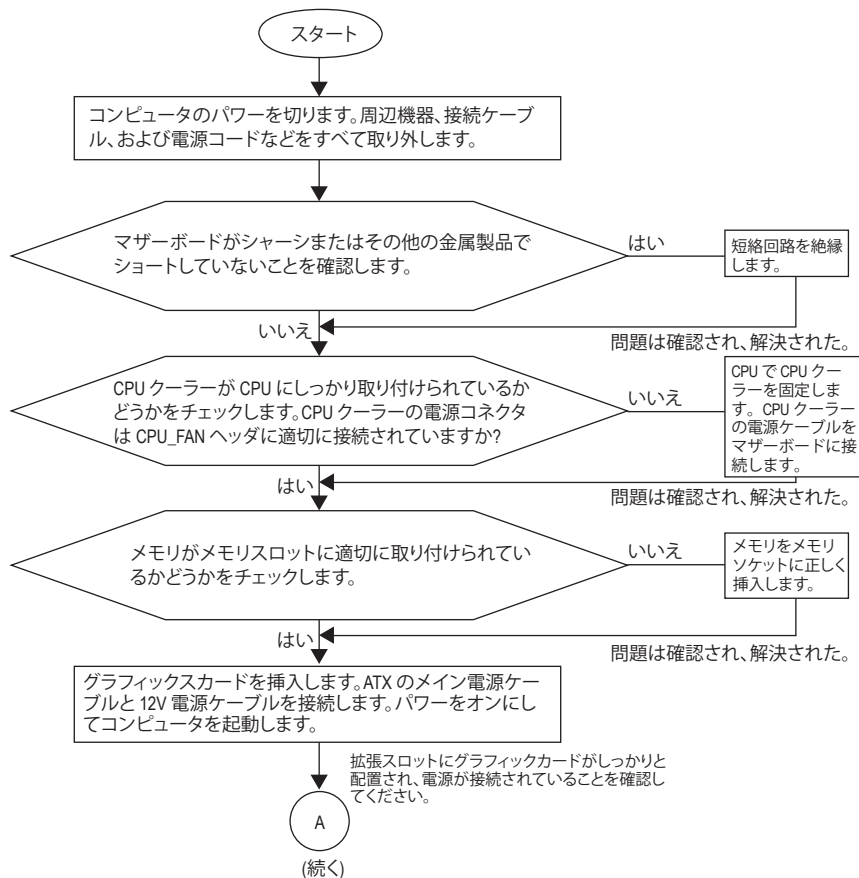 スタート
コンピュータのパワーを切ります。周辺機器、接続ケーブ
ル、および電源コードなどをすべて取り外します。
マザーボードがシャーシまたはその他の金属製品で
ショートしていないことを確認します。
はい
短絡回路を絶縁
します。
いいえ
問題は確認され、解決された。
CPU クーラーが CPU にしっかり取り付けられているか
どうかをチェックします。CPU クーラーの電源コネクタ
は CPU_FAN ヘッダに適切に接続されていますか?
いいえ
CPU で CPU クー
ラーを固定しま
す。 CPU クーラー
の電源ケーブルを
マザーボードに接
続します。
はい
問題は確認され、解決された。
メモリがメモリスロットに適切に取り付けられてい
るかどうかをチェックします。
いいえ
メモリをメモリ
ソケットに正しく
挿入します。
はい
問題は確認され、解決された。
グラフィックスカードを挿入します。ATX のメイン電源ケー
ブルと 12V 電源ケーブルを接続します。パワーをオンにし
てコンピュータを起動します。
拡張スロットにグラフィックカードがしっかりと
配置され、電源が接続されていることを確認し
てください。
A
(続く)